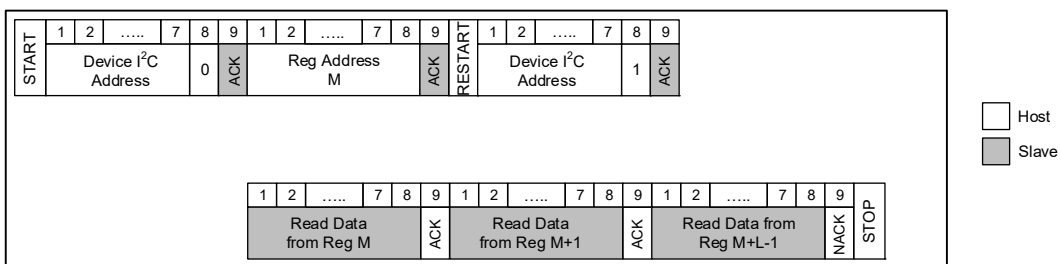 START 1 2 ..... 7 8 9 1 2 ..... 7 8 9 RESTART 1 2 ..... 7 8 9
Device I²C Address 0 ACK Reg Address M ACK Device I²C Address 1 ACK
Host
Slave
1 2 ..... 7 8 9 1 2 ..... 7 8 9 1 2 ..... 7 8 9
Read Data from Reg M ACK Read Data from Reg M+1 ACK Read Data from Reg M+L-1 NACK STOP